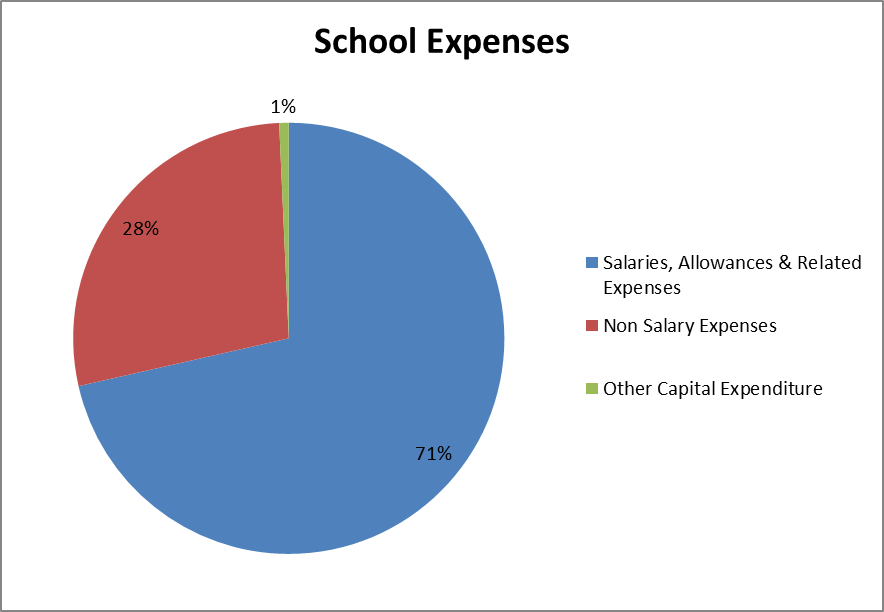 School Expenses
1%
28%
71%
Salaries, Allowances & Related
Expenses
Non Salary Expenses
Other Capital Expenditure